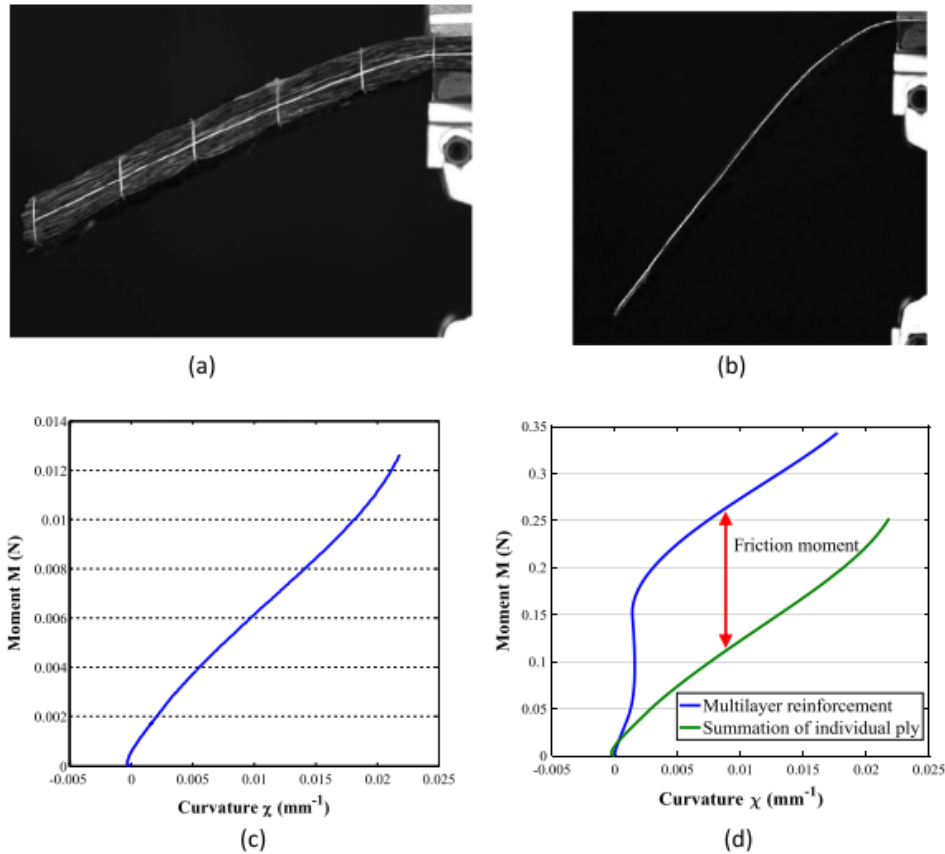 (a)
(b)
0.014
0.012
0.01
0.008
0.006
0.004
0.002
0
-0.005
0
0.005
0.01
0.015
0.02
0.025
Moment M (N)
Curvature χ (mm⁻¹)
(c)
0.35
0.3
0.25
0.2
0.15
0.1
0.05
0
-0.005
0
0.005
0.01
0.015
0.02
0.025
Moment M (N)
Friction moment
Multilayer reinforcement
Summation of individual ply
Curvature χ (mm⁻¹)
(d)